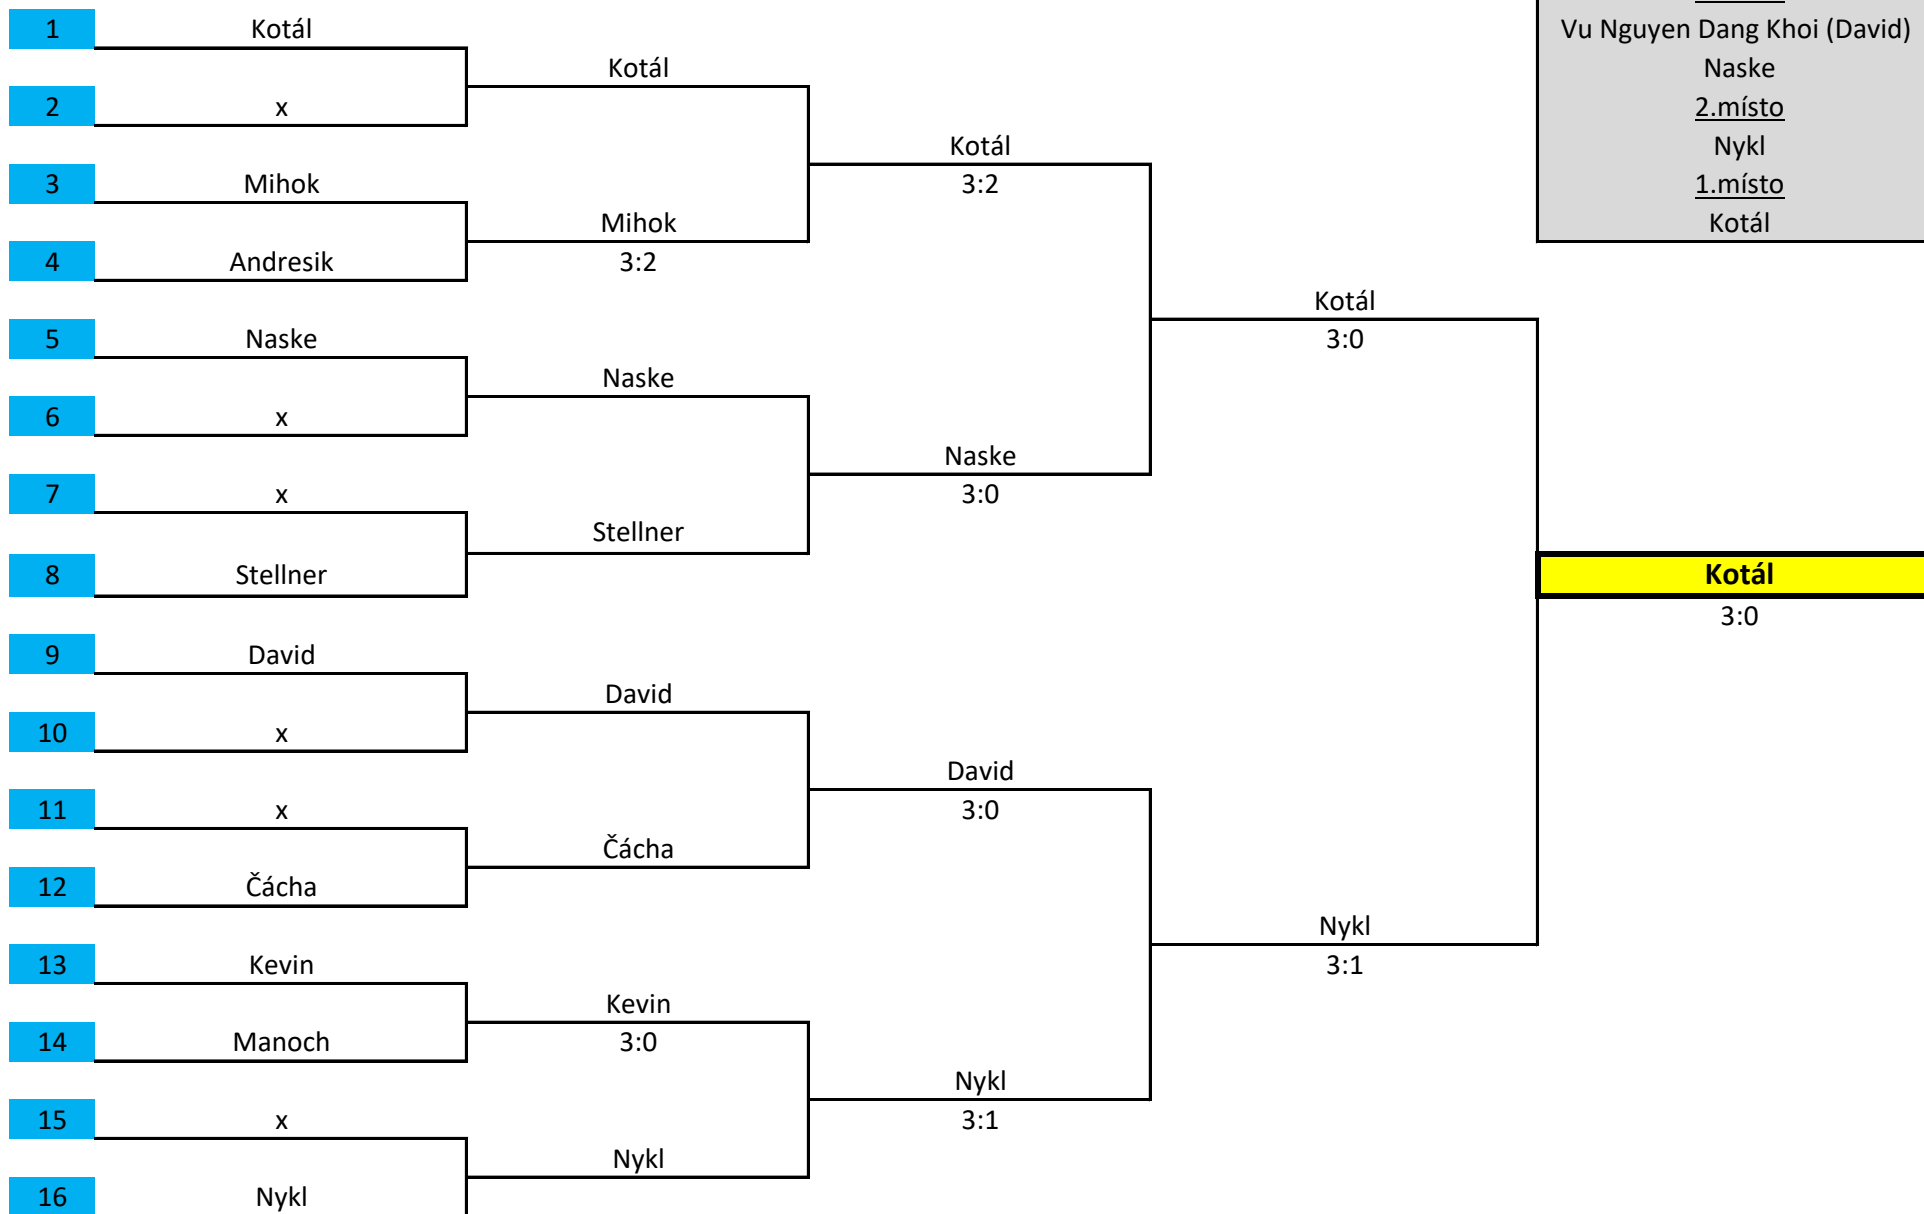 1 Kotál
2 x
3 Mihok
4 Andresik
5 Naske
6 x
7 x
8 Stellner
9 David
10 x
11 x
12 Čácha
13 Kevin
14 Manoch
15 x
16 Nykl
Kotál
Mihok
3:2
Naske
Stellner
David
Čácha
Kevin
3:0
Nykl
Kotál
3:2
Naske
3:0
David
3:0
Nykl
3:1
Kotál
3:0
Nykl
3:1
Vu Nguyen Dang Khoi (David)
Naske
2.místo
Nykl
1.místo
Kotál
Kotál
3:0